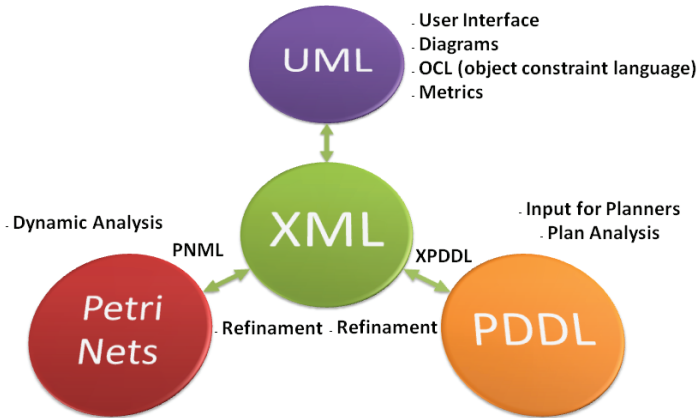 UML
- User Interface
- Diagrams
- OCL (object constraint language)
- Metrics
XML
- Dynamic Analysis
PNML
- Input for Planners
- Plan Analysis
XPDDL
Petri
Nets
- Refinament
- Refinament
PDDL